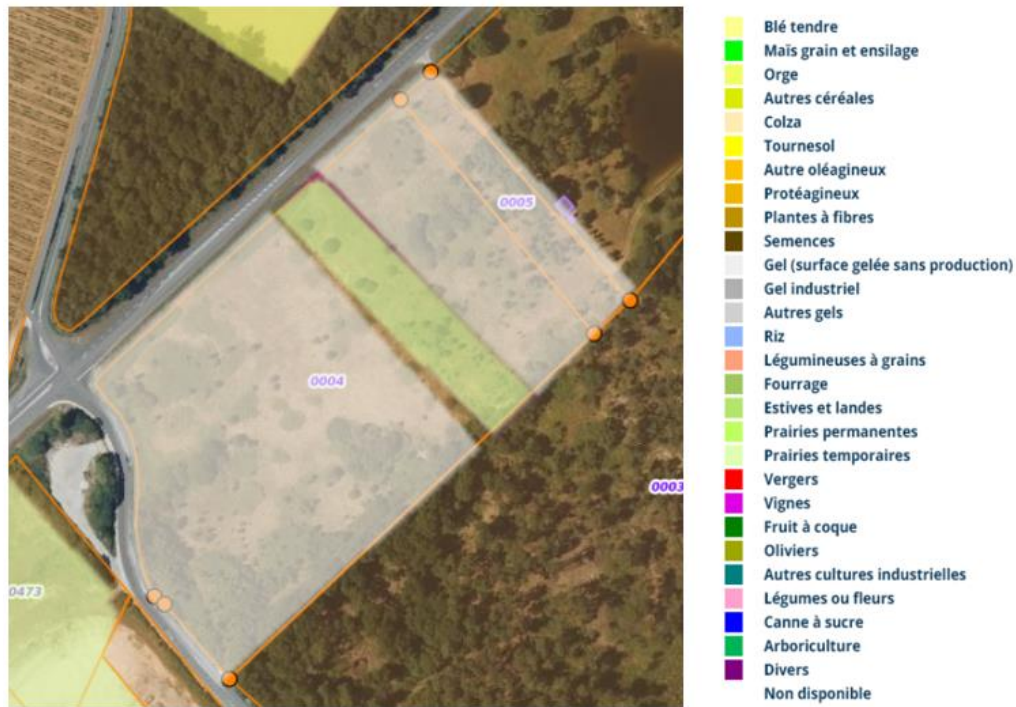 0005
0004
0003
0473
Blé tendre
Maïs grain et ensilage
Orge
Autres céréales
Colza
Tournesol
Autre oléagineux
Protéagineux
Plantes à fibres
Semences
Gel (surface gelée sans production)
Gel industriel
Autres gels
Riz
Légumineuses à grains
Fourrage
Estives et landes
Prairies permanentes
Prairies temporaires
Vergers
Vignes
Fruit à coque
Oliviers
Autres cultures industrielles
Légumes ou fleurs
Canne à sucre
Arboriculture
Divers
Non disponible